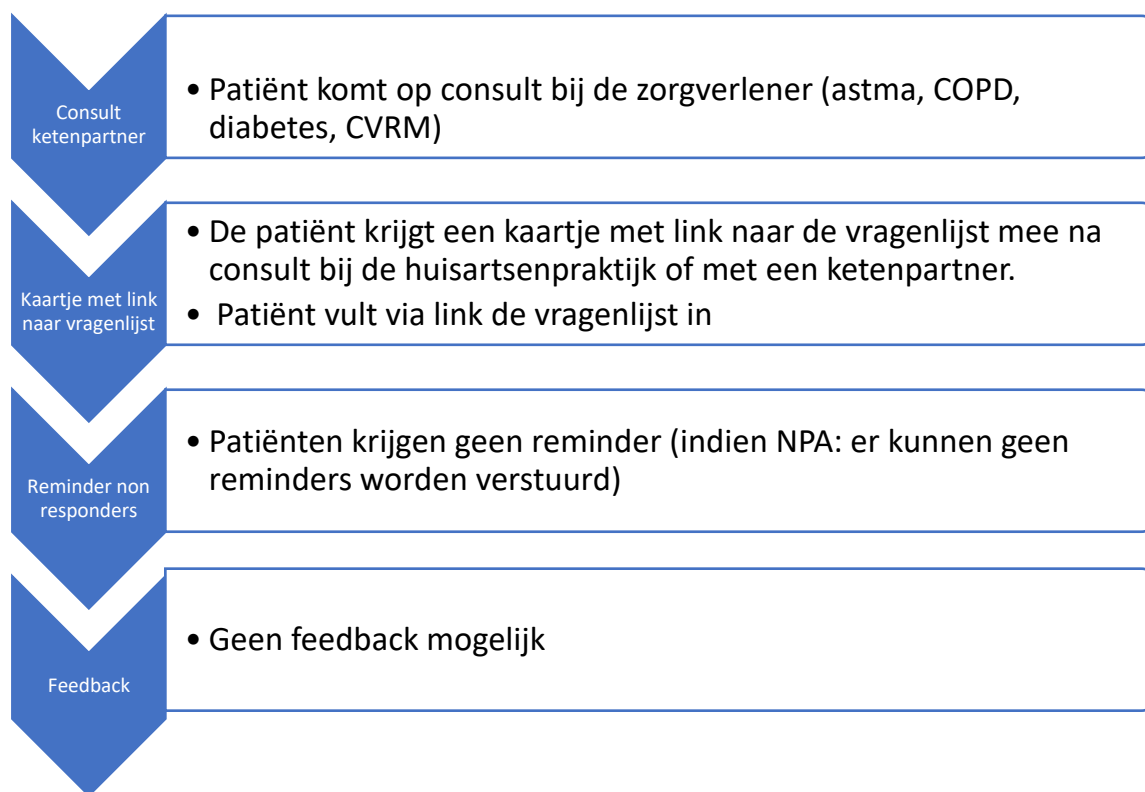 Consult
ketenpartner
• Patiënt komt op consult bij de zorgverlener (astma, COPD,
diabetes, CVRM)
Kaartje met link
naar vragenlijst
• De patiënt krijgt een kaartje met link naar de vragenlijst mee na
consult bij de huisartsenpraktijk of met een ketenpartner.
• Patiënt vult via link de vragenlijst in
Reminder non
responders
• Patiënten krijgen geen reminder (indien NPA: er kunnen geen
reminders worden verstuurd)
Feedback
• Geen feedback mogelijk